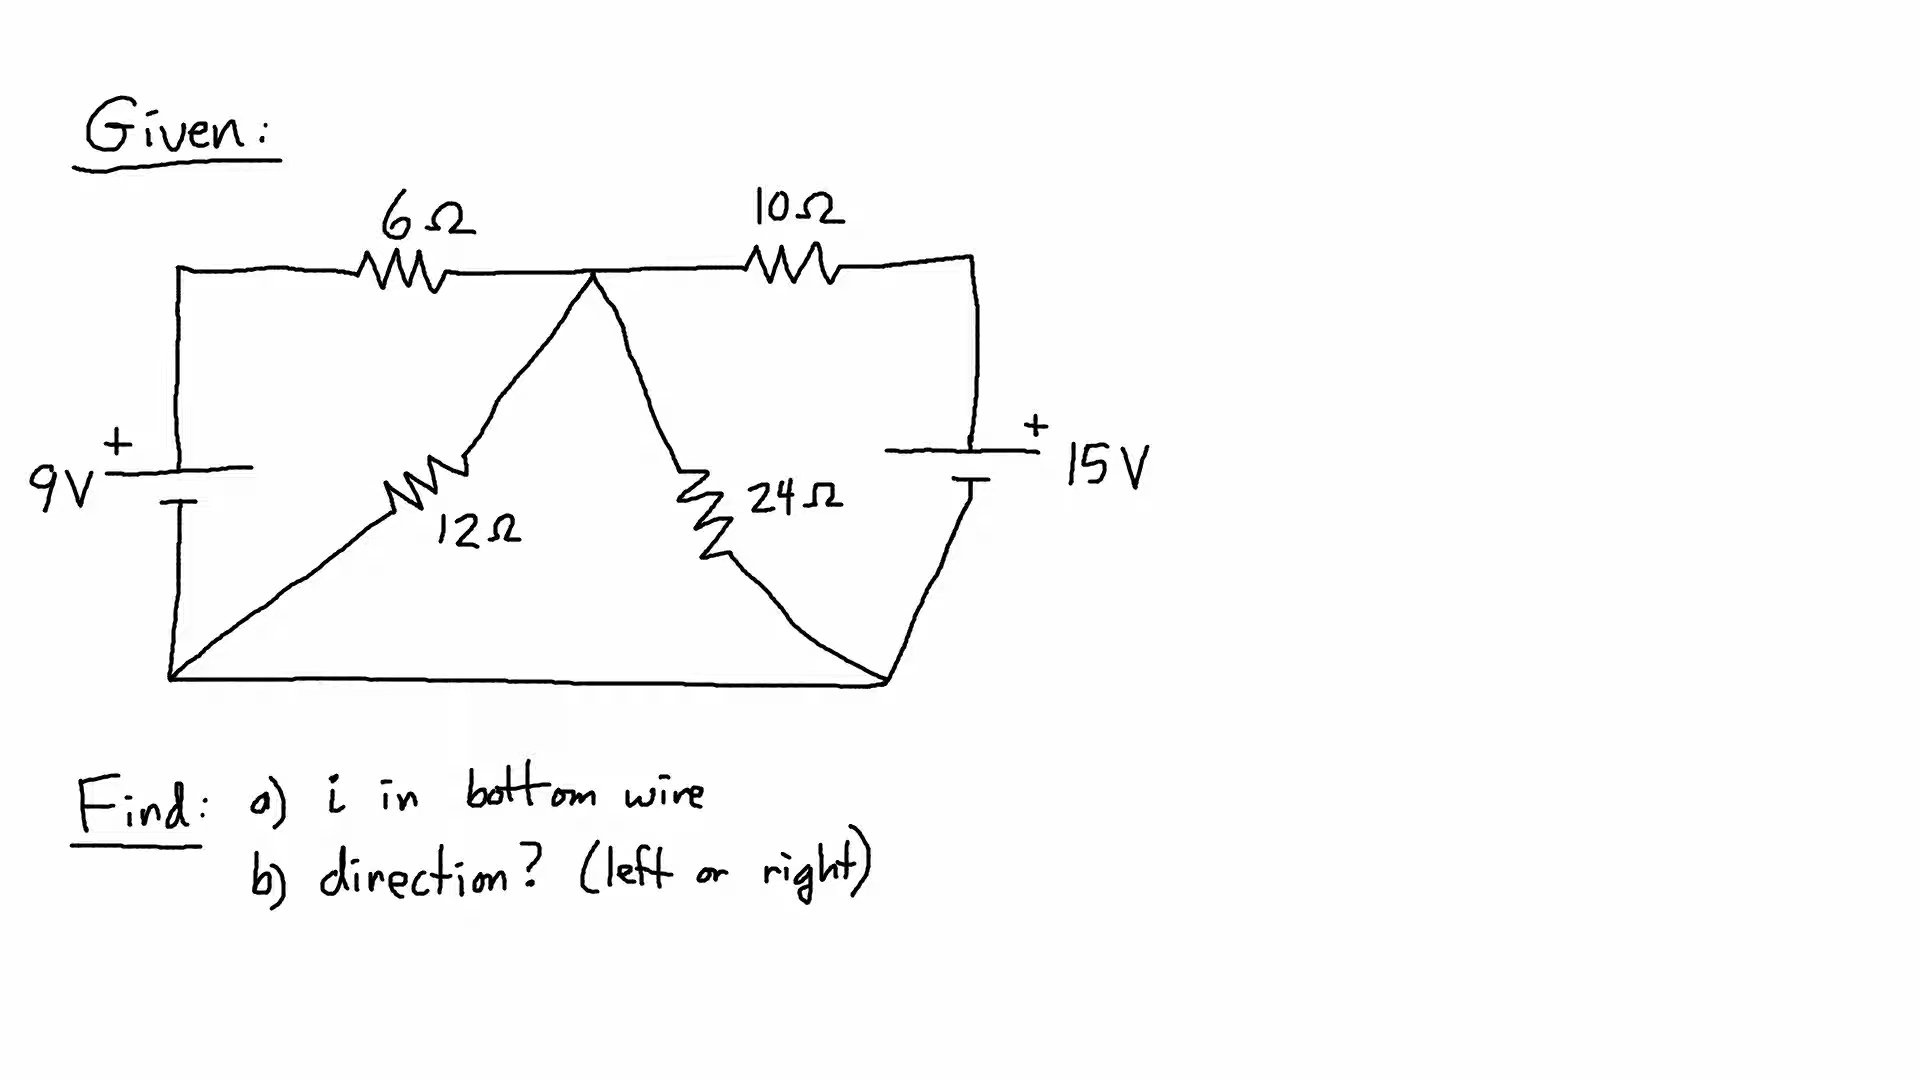 Given:
6Ω
10Ω
+
9V
12Ω
24Ω
+
15V
Find: a) i in bottom wire
b) direction? (left or right)